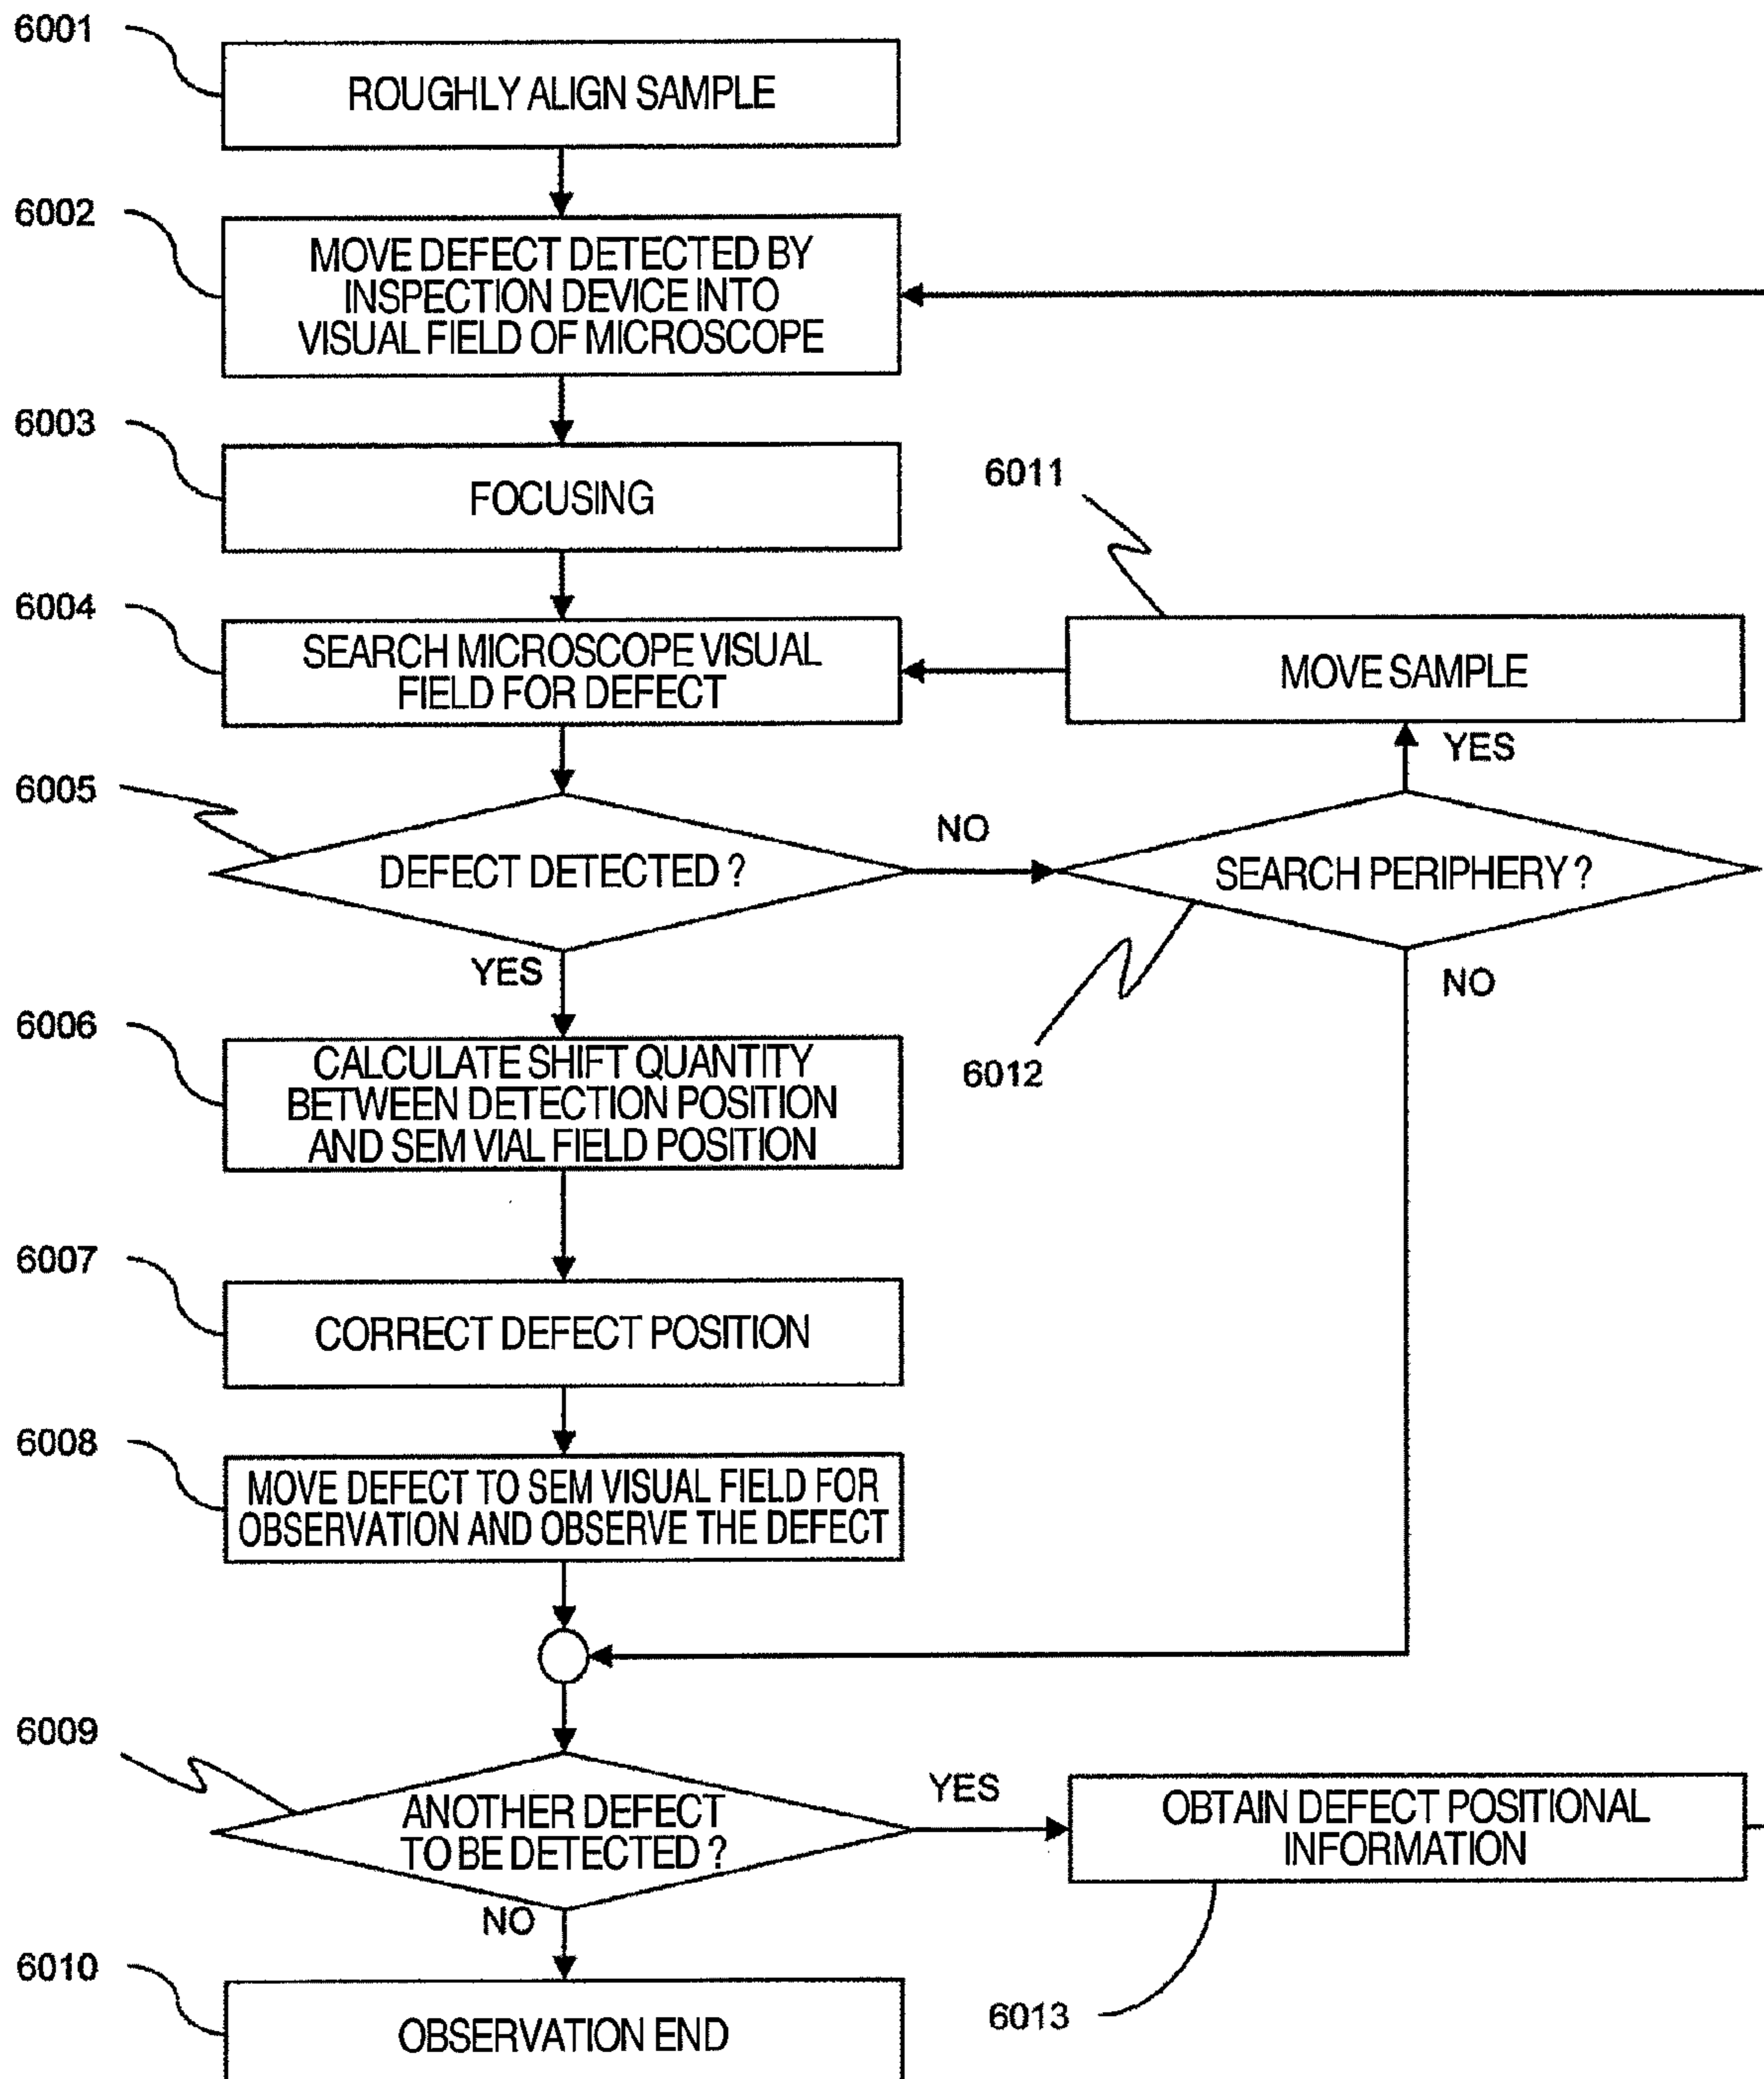 6001
ROUGHLY ALIGN SAMPLE
6002
MOVE DEFECT DETECTED BY
INSPECTION DEVICE INTO
VISUAL FIELD OF MICROSCOPE
6003
FOCUSING
6011
6004
SEARCH MICROSCOPE VISUAL
FIELD FOR DEFECT
MOVE SAMPLE
YES
6005
DEFECT DETECTED ?
NO
SEARCH PERIPHERY ?
YES
NO
6006
CALCULATE SHIFT QUANTITY
BETWEEN DETECTION POSITION
AND SEM VIAL FIELD POSITION
6012
6007
CORRECT DEFECT POSITION
6008
MOVE DEFECT TO SEM VISUAL FIELD FOR
OBSERVATION AND OBSERVE THE DEFECT
6009
ANOTHER DEFECT
TO BE DETECTED ?
YES
OBTAIN DEFECT POSITIONAL
INFORMATION
NO
6010
OBSERVATION END
6013